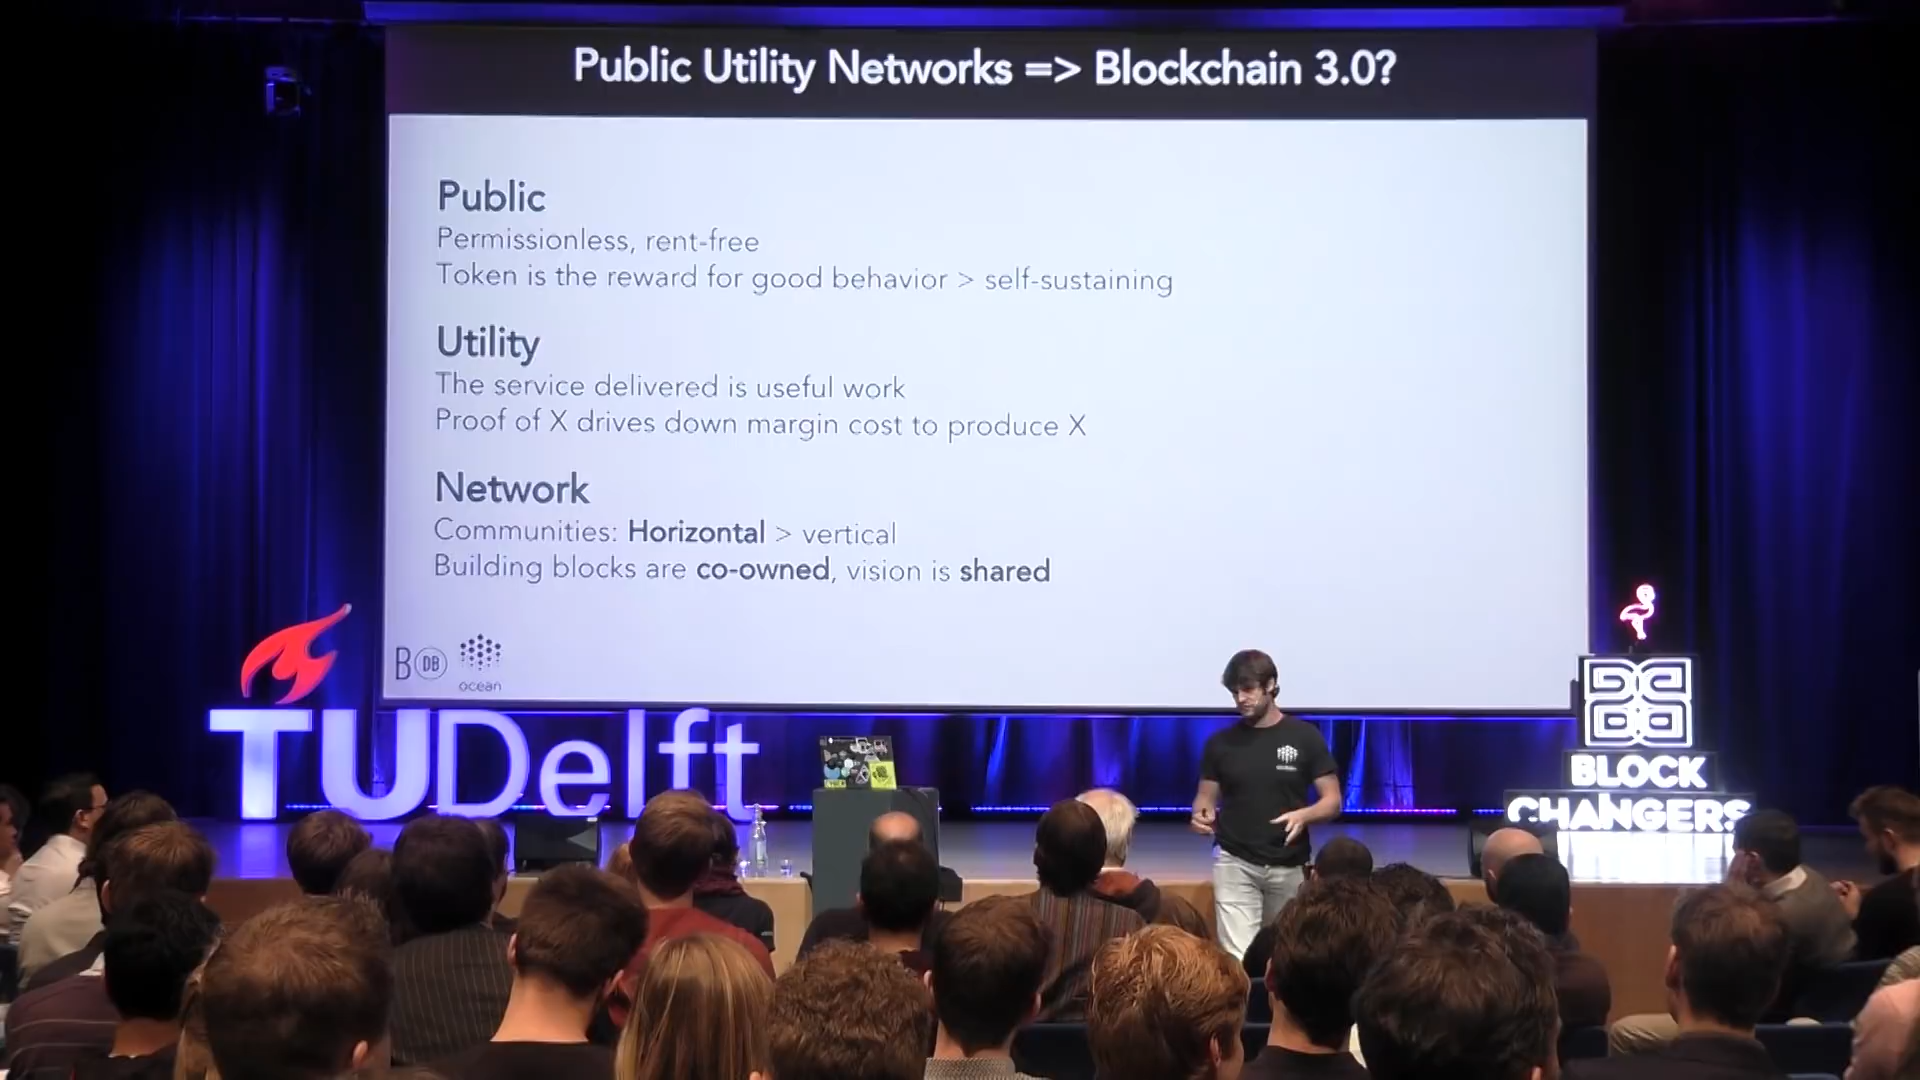 Public Utility Networks => Blockchain 3.0?
Public
Permissionless, rent-free
Token is the reward for good behavior > self-sustaining
Utility
The service delivered is useful work
Proof of X drives down margin cost to produce X
Network
Communities: Horizontal > vertical
Building blocks are co-owned, vision is shared
B DB
ocean
TUDelft
BLOCK
CHANGERS